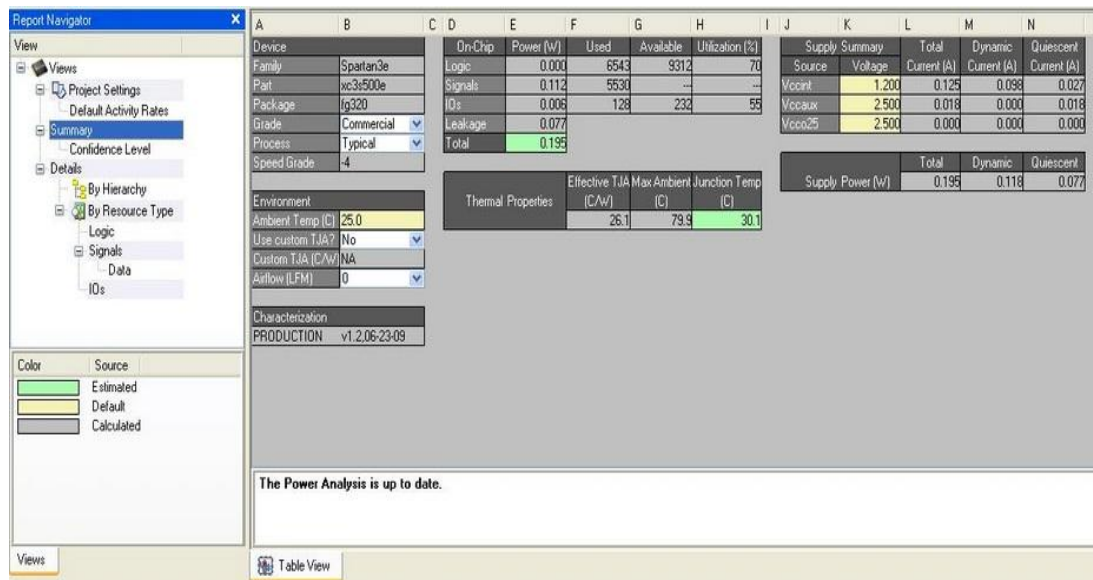 Report Navigator X
View
Views
Project Settings
Default Activity Rates
Summary
Confidence Level
Details
By Hierarchy
By Resource Type
Logic
Signals
Data
IOs
Color Source
Estimated
Default
Calculated
Views
A B C D E F G H I J K L M N
Device
Family Spartan3e
Part xc3s500e
Package fg320
Grade Commercial
Process Typical
Speed Grade -4
Environment
Ambient Temp (C) 25.0
Use custom TJA? No
Custom TJA (C/W) NA
Airflow (LFM) 0
Characterization
PRODUCTION v1.2,06-23-09
On-Chip Power (W) Used Available Utilization (%)
Logic 0.000 6543 9312 70
Signals 0.112 5530 --- ---
IOs 0.006 128 232 55
Leakage 0.077
Total 0.195
Effective TJA Max Ambient Junction Temp
Thermal Properties (C/W) (C) (C)
26.1 79.9 30.1
Supply Summary Total Dynamic Quiescent
Source Voltage Current (A) Current (A) Current (A)
Vccint 1.200 0.125 0.098 0.027
Vccaux 2.500 0.018 0.000 0.018
Vcco25 2.500 0.000 0.000 0.000
Total Dynamic Quiescent
Supply Power (W) 0.195 0.118 0.077
The Power Analysis is up to date.
Table View